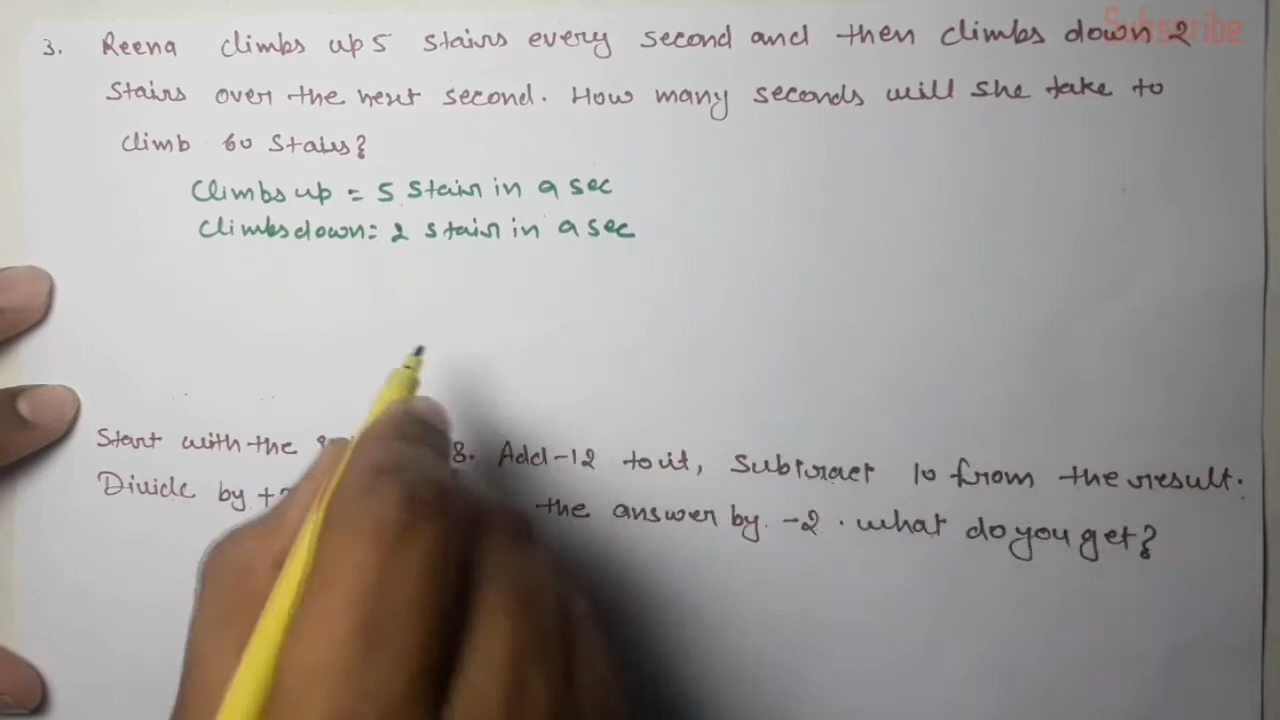 Subscribe
3. Reena climbs up 5 stairs every second and then climbs down 2
stairs over the next second. How many seconds will she take to
climb 60 stairs?
Climbs up = 5 stair in a sec
Climbs down = 2 stair in a sec
Start with the 8. Add -12 to it, subtract 10 from the result.
Divide by + the answer by -2. what do you get?